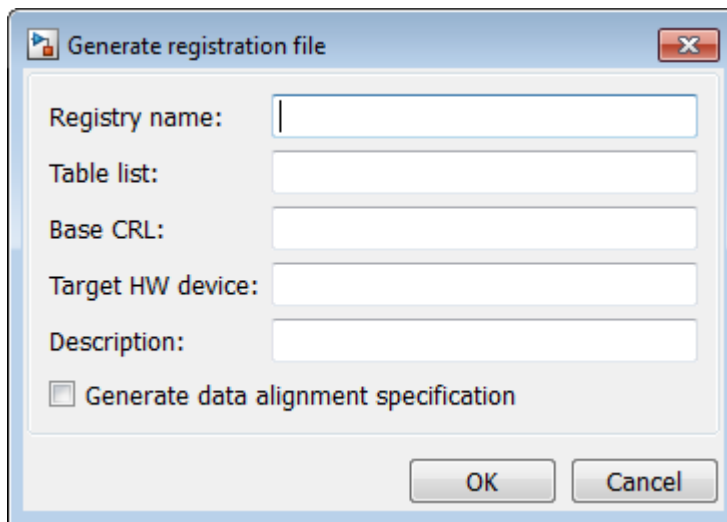 Generate registration file
Registry name:
Table list:
Base CRL:
Target HW device:
Description:
Generate data alignment specification
OK Cancel